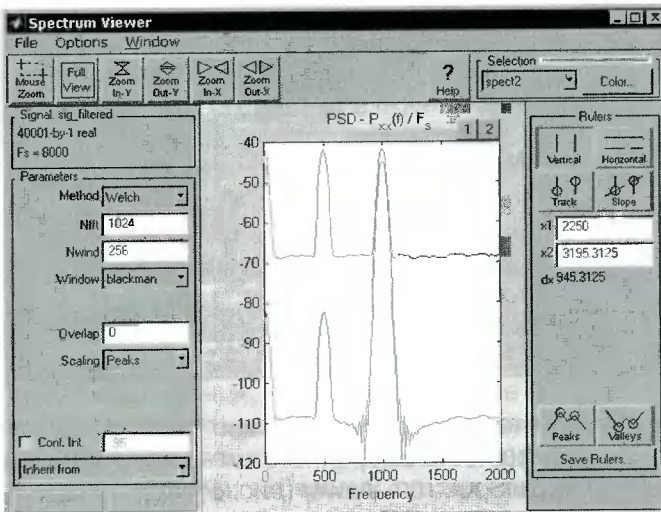 Spectrum Viewer
File Options Window
Mouse Zoom
Full View
Zoom In-Y
Zoom Out-Y
Zoom In-X
Zoom Out-X
?
Help
Selection
spect2
Color...
Signal: sig_filtered
40001-by-1 real
Fs = 8000
Parameters
Method Welch
Nfft 1024
Nwind 256
Window blackman
Overlap 0
Scaling Peaks
Conf. Int. .95
Inherit from
PSD - Pxx(f) / Fs
1 2
-40
-50
-60
-70
-80
-90
-100
-110
-120
0 500 1000 1500 2000
Frequency
Rulers
Vertical
Horizontal
Track
Slope
x1 2250
x2 3195.3125
dx 945.3125
Peaks
Valleys
Save Rulers...